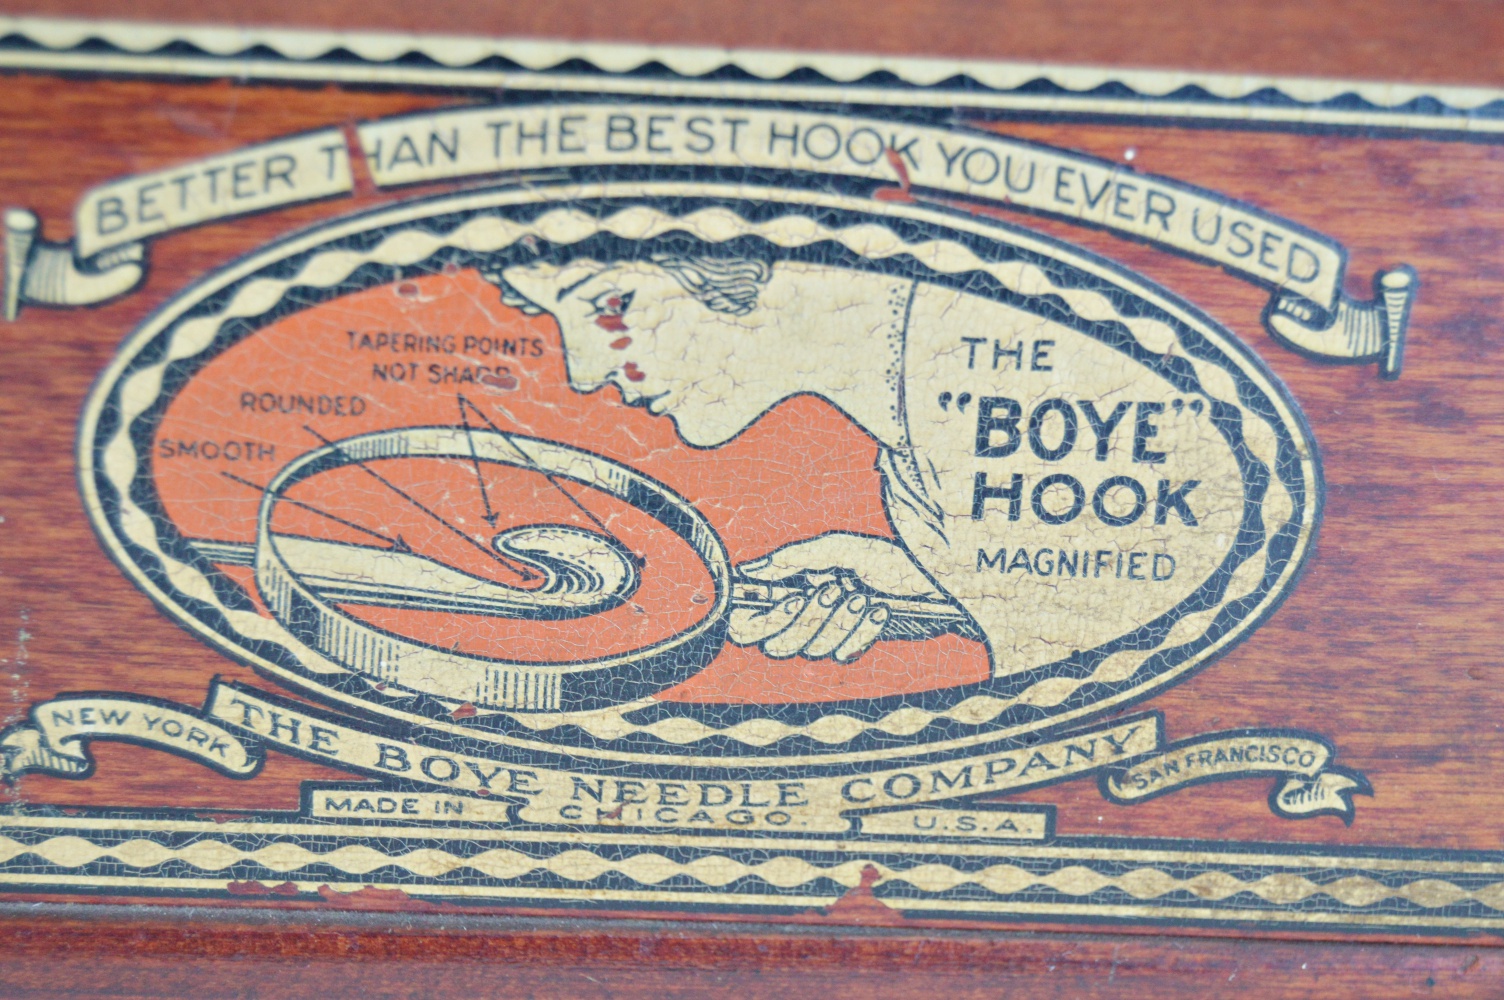 BETTER THAN THE BEST HOOK YOU EVER USED
TAPERING POINTS
NOT SHARP
ROUNDED
SMOOTH
THE
"BOYE"
HOOK
MAGNIFIED
NEW YORK
THE BOYE NEEDLE COMPANY
SAN FRANCISCO
MADE IN CHICAGO. U.S.A.